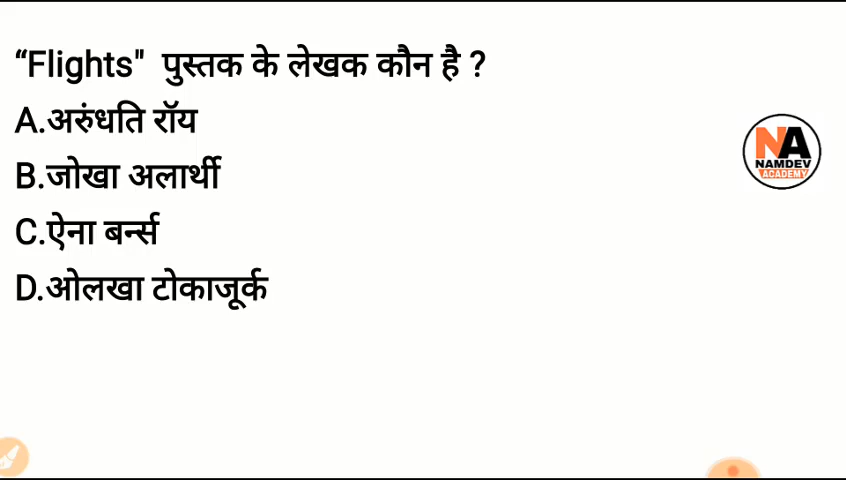 “Flights" पुस्तक के लेखक कौन है ?
A.अरुंधति रॉय
B.जोखा अलार्थी
C.ऐना बर्न्स
D.ओलखा टोकाजूर्क
NA
NAMDEV
ACADEMY